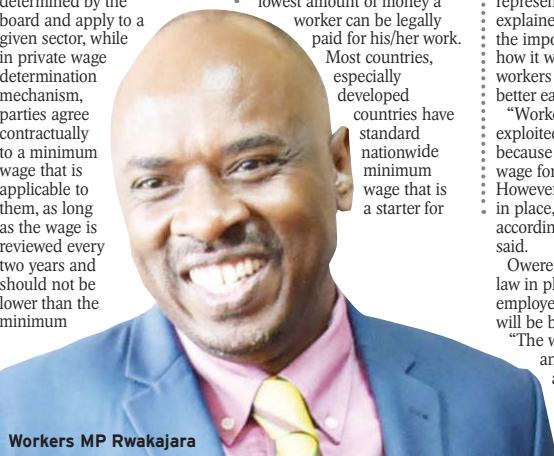 determined by the
board and apply to a
given sector, while
in private wage
determination
mechanism,
parties agree
contractually
to a minimum
wage that is
applicable to
them, as long
as the wage is
reviewed every
two years and
should not be
lower than the
minimum
lowest amount of money a
worker can be legally
paid for his/her work.
Most countries,
especially
developed
countries have
standard
nationwide
minimum
wage that is
a starter for
explaine
the impo
how it w
workers
better ea
"Worke
exploited
because
wage for
However
in place,
accordin
said.
Owere
law in pl
employe
will be b
"The w
an
Workers MP Rwakajara